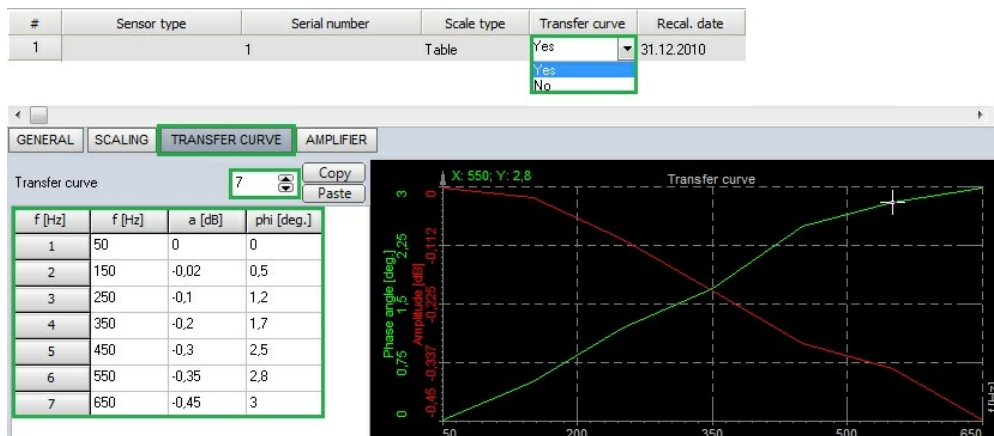 # Sensor type Serial number Scale type Transfer curve Recal. date
1 1 Table Yes 31.12.2010
Yes
No
GENERAL SCALING TRANSFER CURVE AMPLIFIER
Transfer curve 7 Copy
Paste
f [Hz] f [Hz] a [dB] phi [deg.]
1 50 0 0
2 150 -0,02 0,5
3 250 -0,1 1,2
4 350 -0,2 1,7
5 450 -0,3 2,5
6 550 -0,35 2,8
7 650 -0,45 3
X: 550; Y: 2,8 Transfer curve
Phase angle [deg.]
0 0,75 1,5 2,25 3
Amplitude [dB]
-0,45 -0,337 -0,225 -0,112 0
f [Hz]
50 200 350 500 650